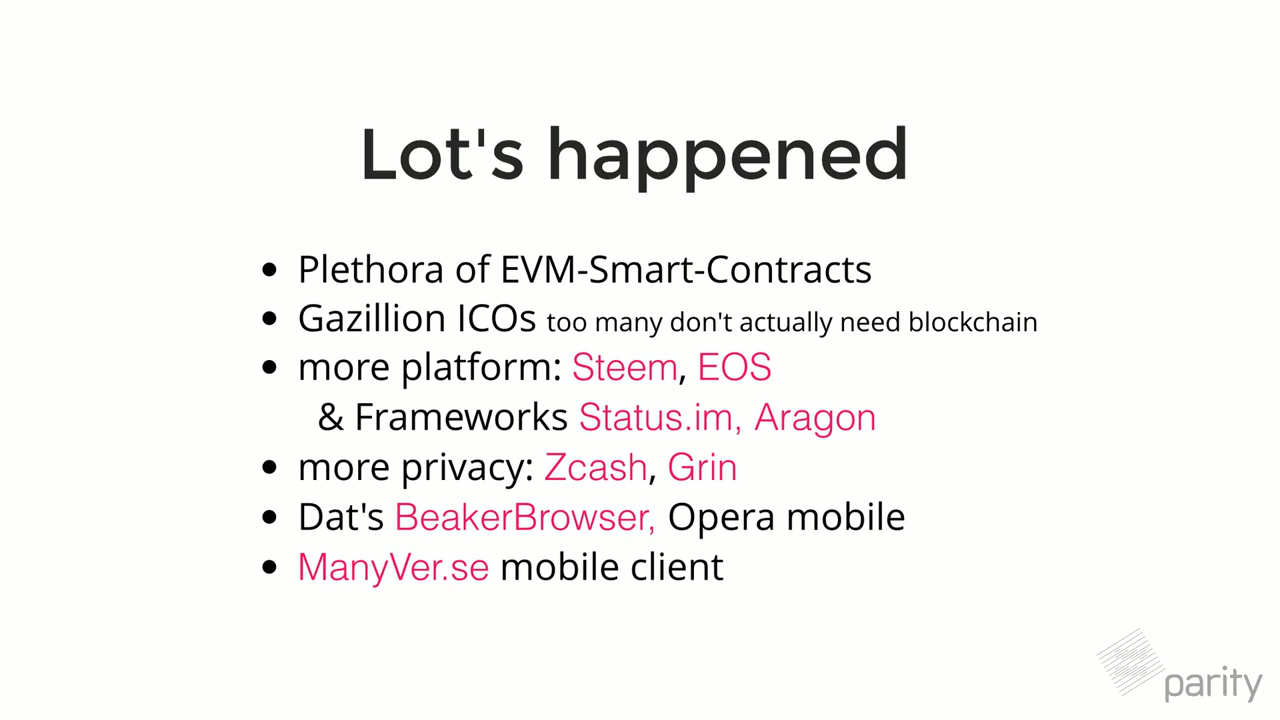 Lot's happened
• Plethora of EVM-Smart-Contracts
• Gazillion ICOs too many don't actually need blockchain
• more platform: Steem, EOS
& Frameworks Status.im, Aragon
• more privacy: Zcash, Grin
• Dat's BeakerBrowser, Opera mobile
• ManyVer.se mobile client
parity